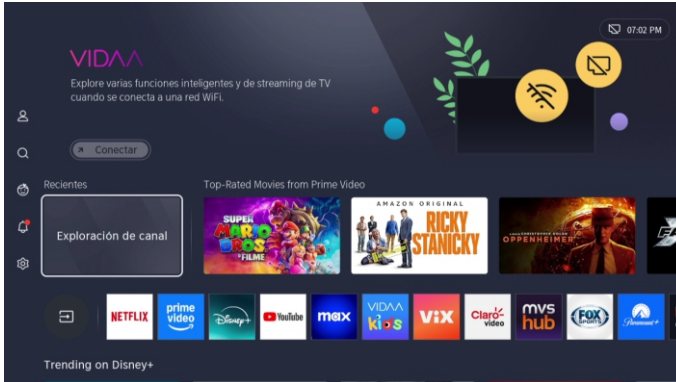 07:02 PM
VIDAA
Explore varias funciones inteligentes y de streaming de TV
cuando se conecta a una red WiFi.
Conectar
Recientes
Top-Rated Movies from Prime Video
Exploración de canal
SUPER
MARIO
BROS
FILME
AMAZON ORIGINAL
RICKY
STANICKY
OPPENHEIMER
NETFLIX
prime
video
Disney+
YouTube
max
VIDAA
kids
ViX
Claro
video
mvs
hub
FOX
SPORTS
Paramount+
Trending on Disney+